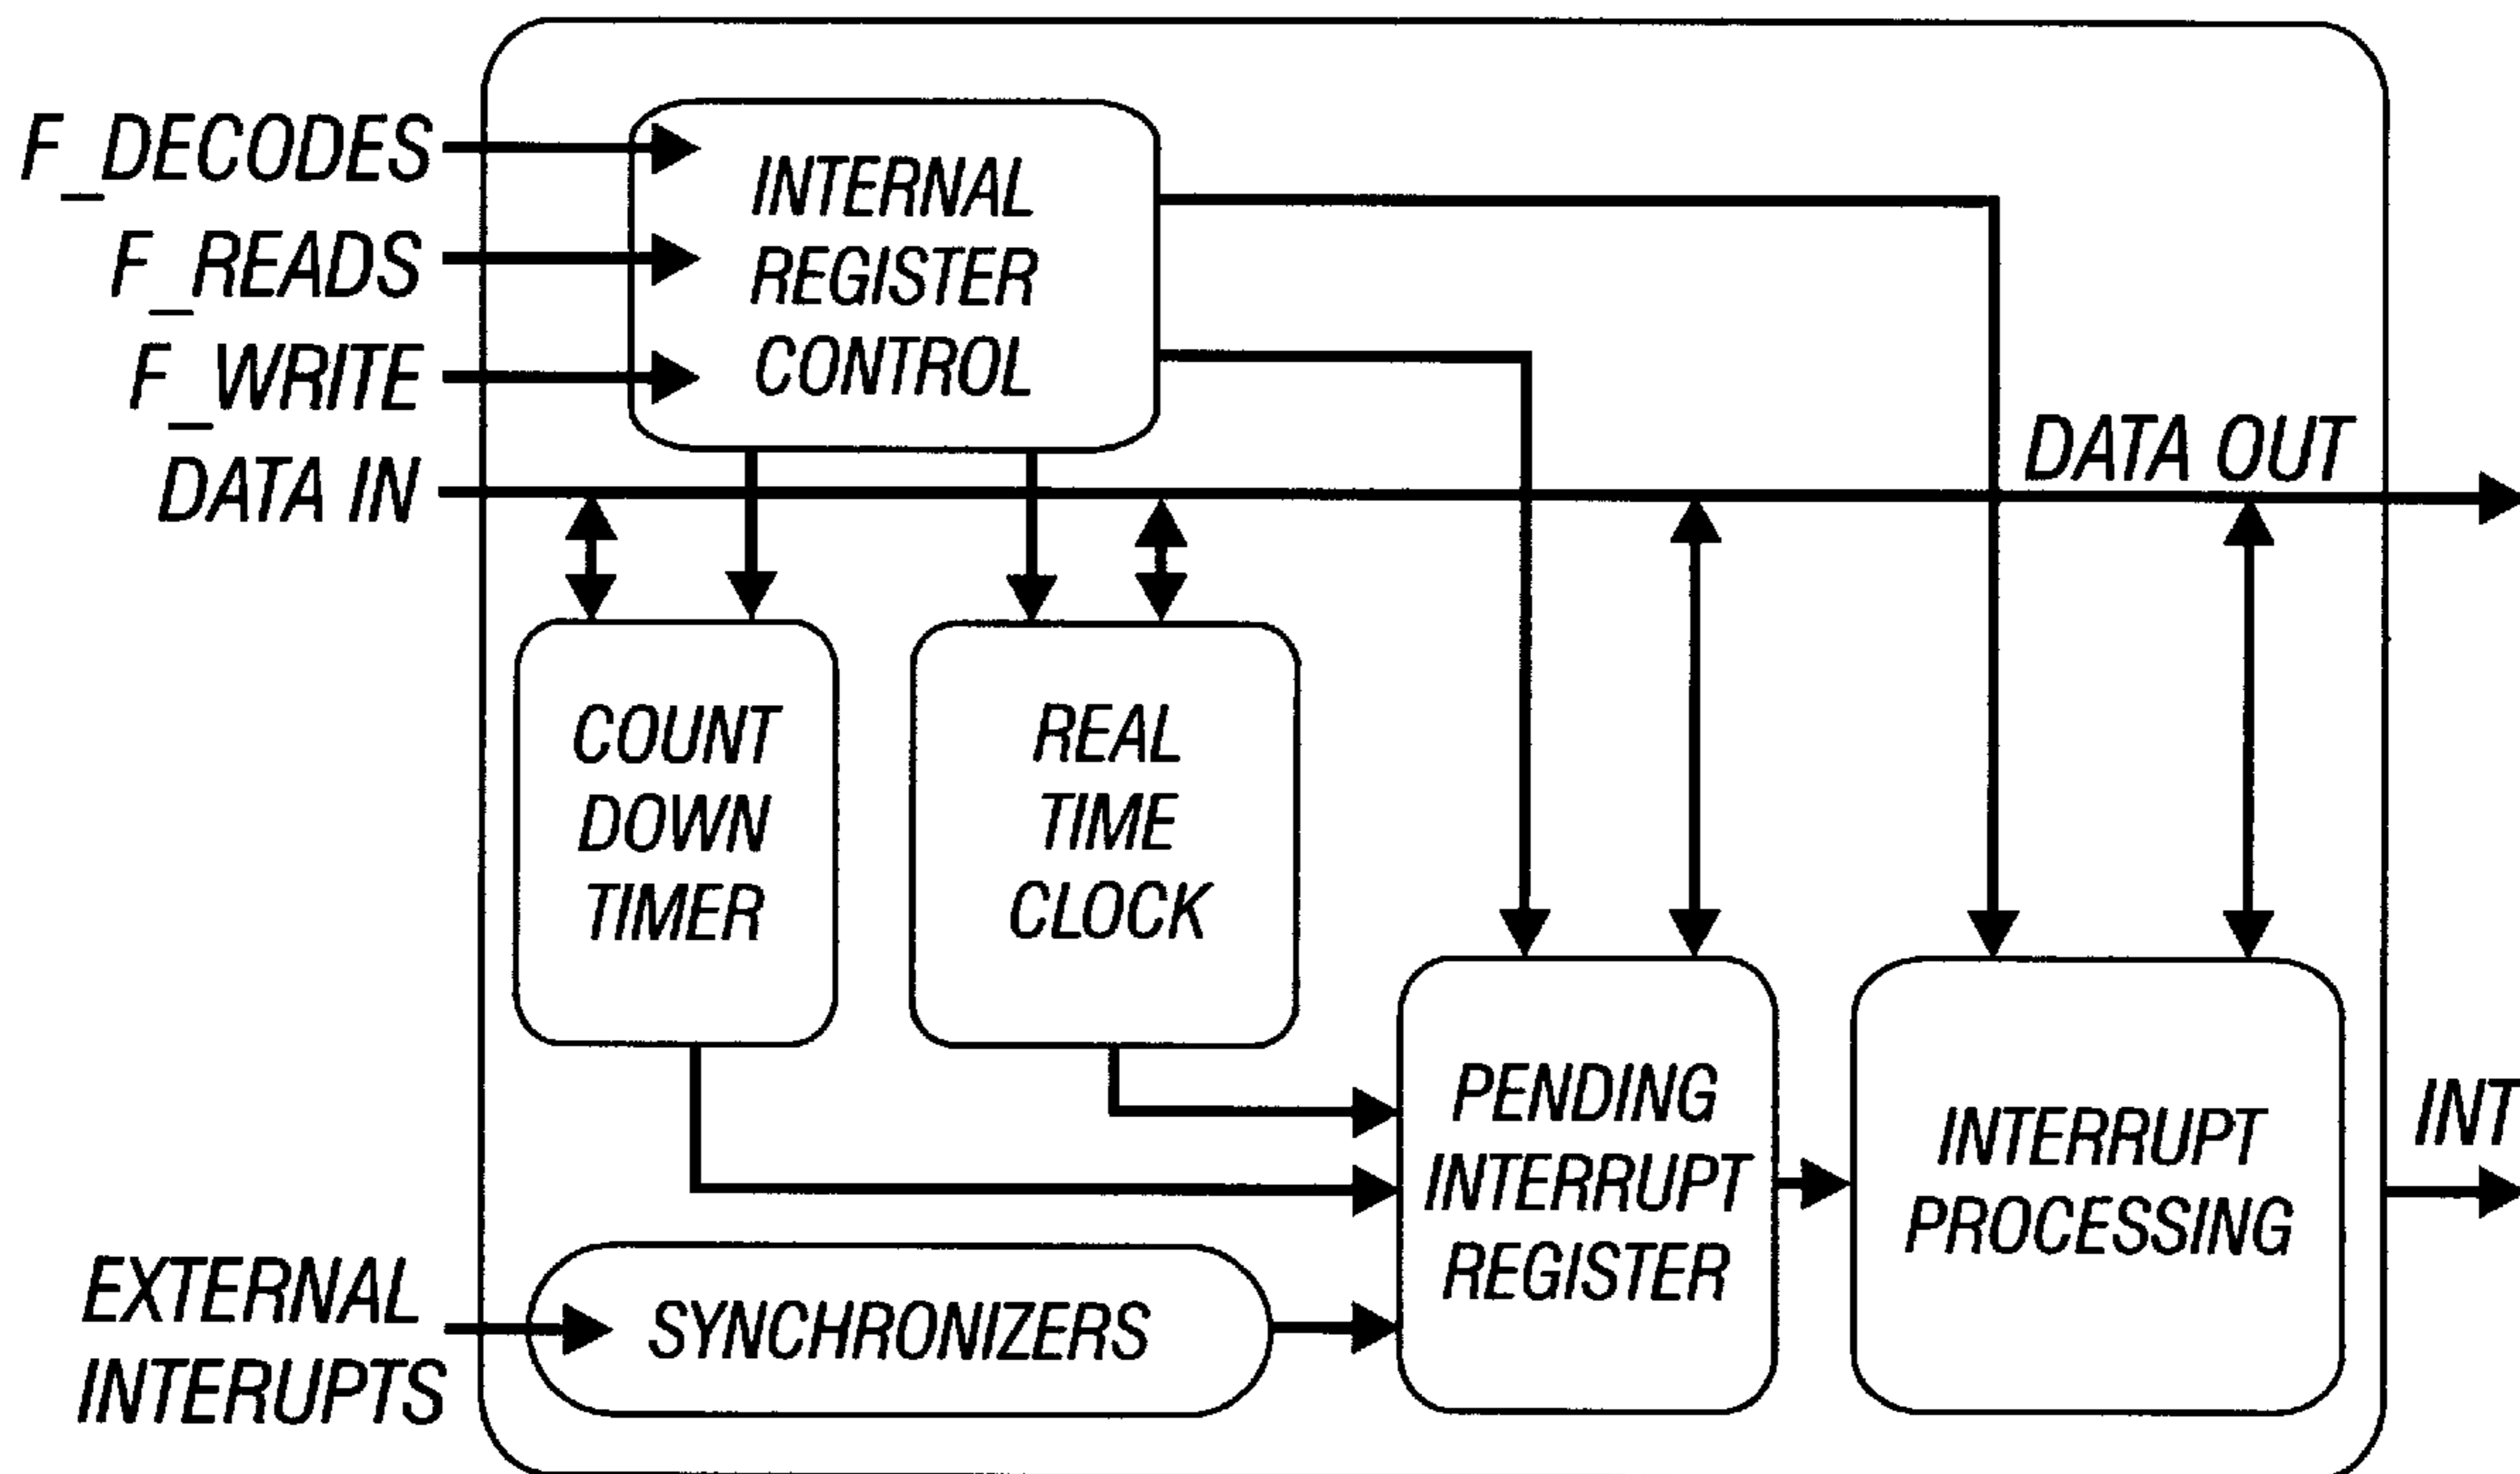 F_DECODES
F_READS
F_WRITE
DATA IN
INTERNAL
REGISTER
CONTROL
DATA OUT
COUNT
DOWN
TIMER
REAL
TIME
CLOCK
PENDING
INTERRUPT
REGISTER
INTERRUPT
PROCESSING
INT
EXTERNAL
INTERUPTS
SYNCHRONIZERS